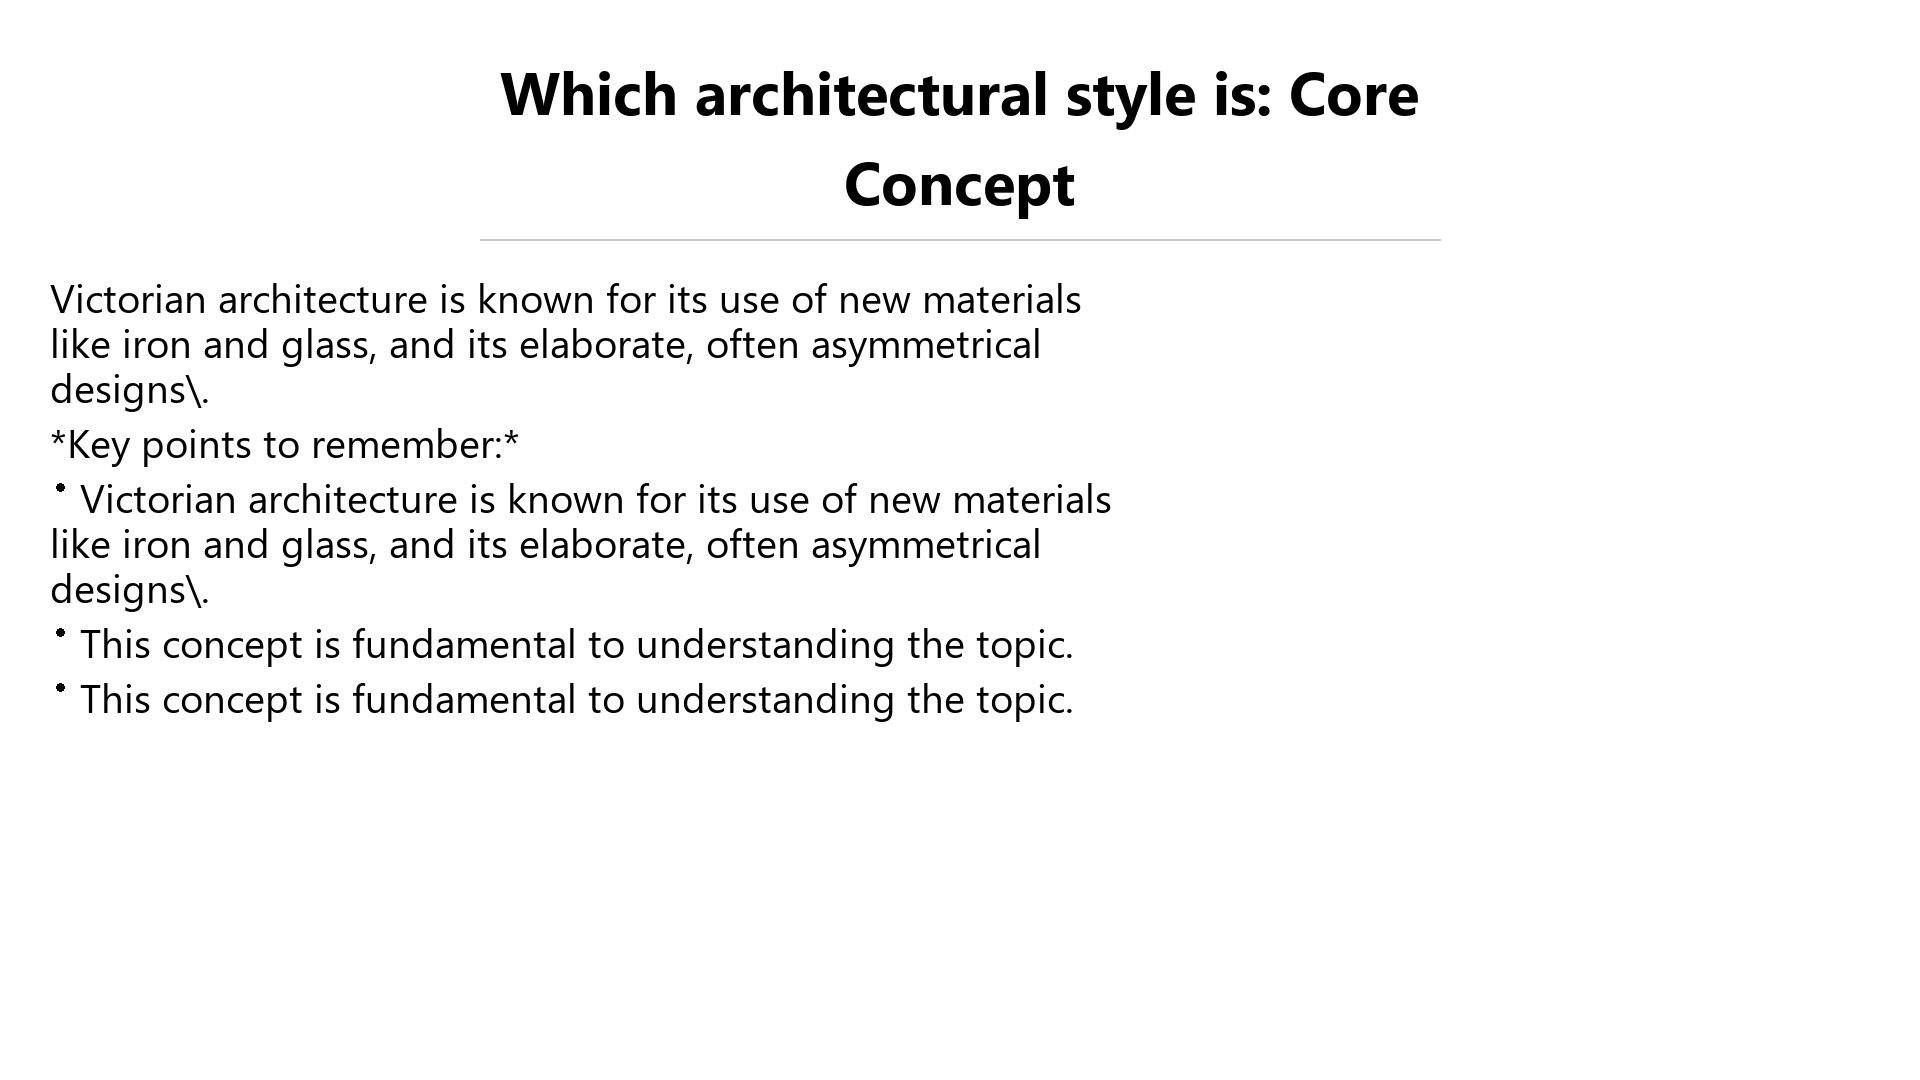 Which architectural style is: Core
Concept
Victorian architecture is known for its use of new materials
like iron and glass, and its elaborate, often asymmetrical
designs\.
*Key points to remember:*
• Victorian architecture is known for its use of new materials
like iron and glass, and its elaborate, often asymmetrical
designs\.
• This concept is fundamental to understanding the topic.
• This concept is fundamental to understanding the topic.